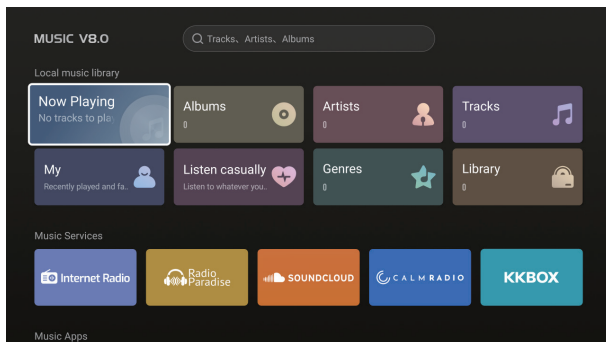 MUSIC V8.0
Tracks、Artists、Albums
Local music library
Now Playing
No tracks to pla
Albums
0
Artists
0
Tracks
0
My
Recently played and fa..
Listen casually
Listen to whatever you..
Genres
0
Library
0
Music Services
Internet Radio
Radio
Paradise
SOUNDCLOUD
CALMRADIO
KKBOX
Music Apps